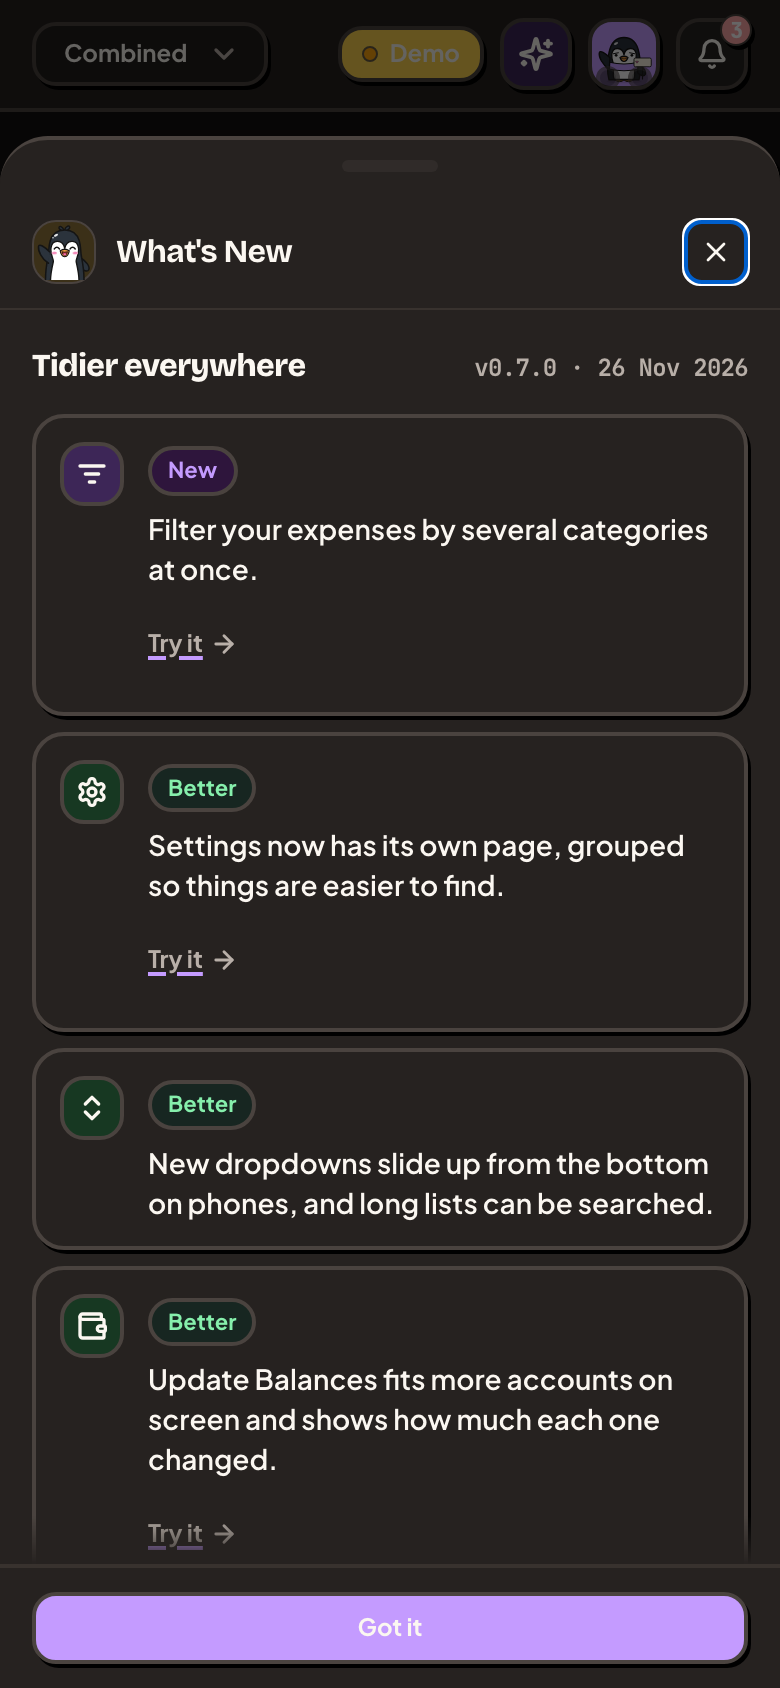 Combined
Demo
3
What's New
Tidier everywhere
v0.7.0 · 26 Nov 2026
New
Filter your expenses by several categories
at once.
Try it →
Better
Settings now has its own page, grouped
so things are easier to find.
Try it →
Better
New dropdowns slide up from the bottom
on phones, and long lists can be searched.
Better
Update Balances fits more accounts on
screen and shows how much each one
changed.
Try it →
Got it